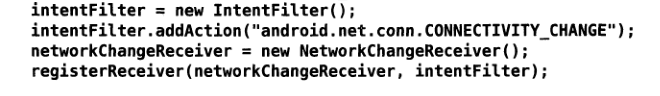 intentFilter = new IntentFilter();
intentFilter.addAction("android.net.conn.CONNECTIVITY_CHANGE");
networkChangeReceiver = new NetworkChangeReceiver();
registerReceiver(networkChangeReceiver, intentFilter);